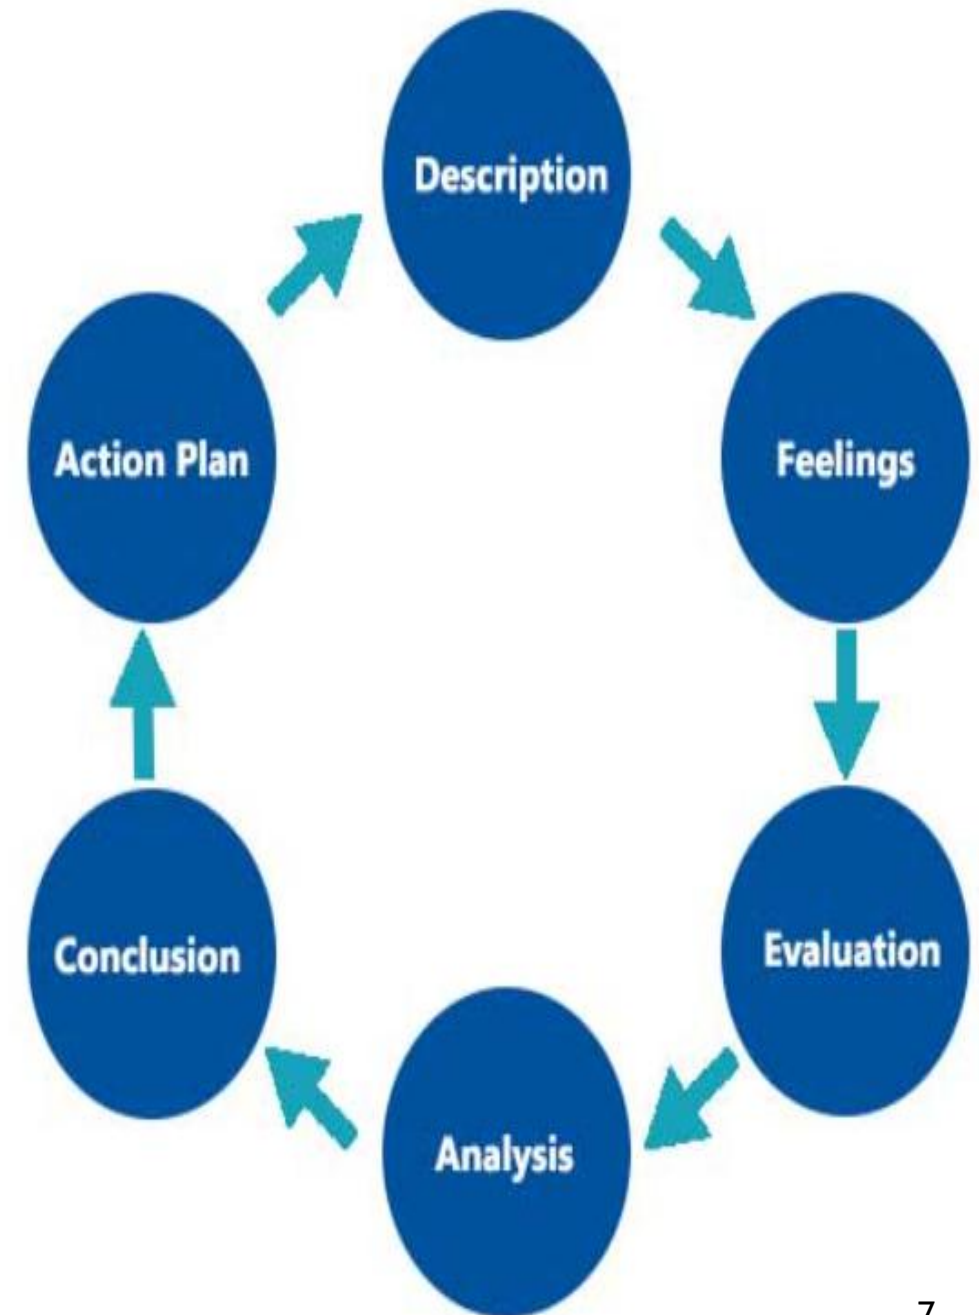 Description
Feelings
Evaluation
Analysis
Conclusion
Action Plan
7